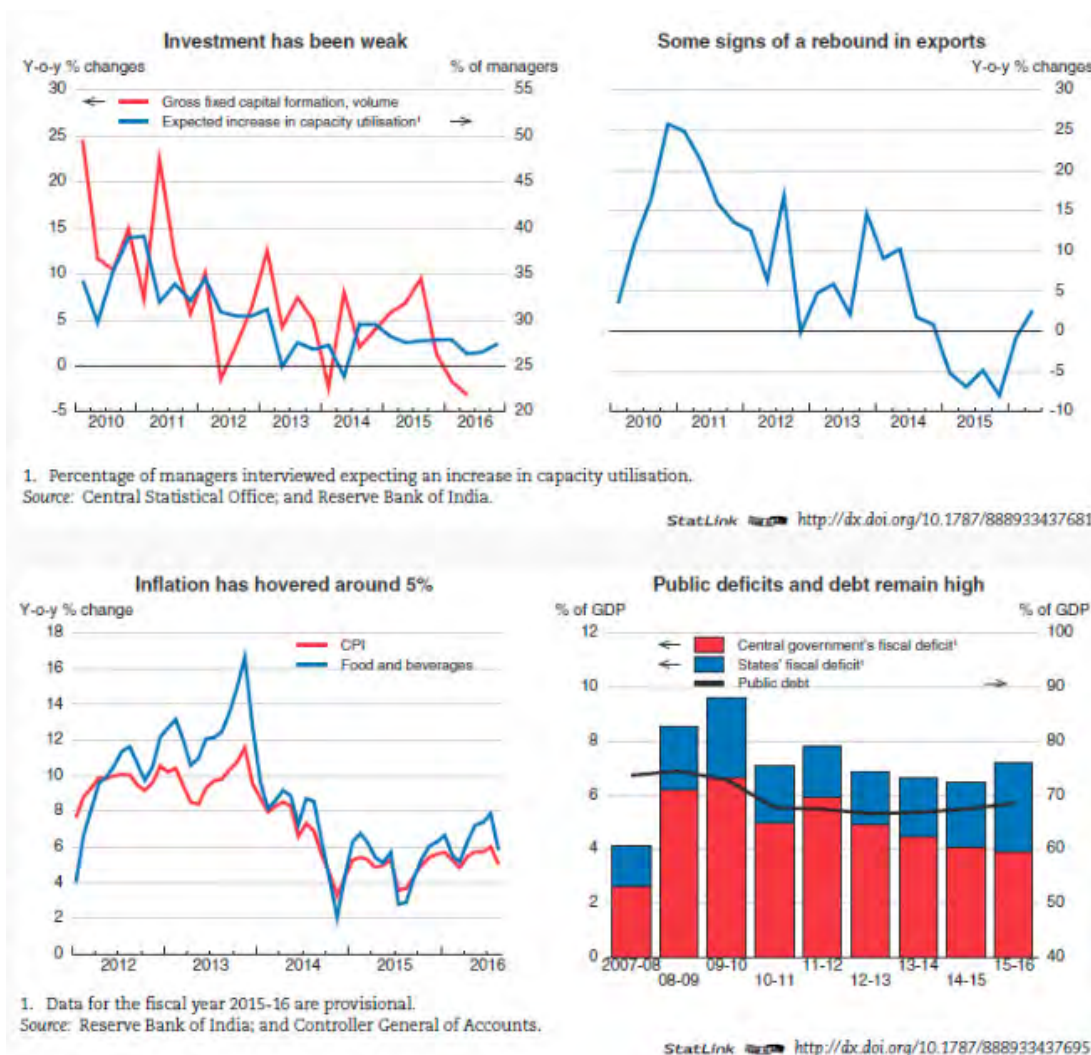 Investment has been weak
Y-o-y % changes
% of managers
30
25
20
15
10
5
0
-5
55
50
45
40
35
30
25
20
Gross fixed capital formation, volume
Expected increase in capacity utilisation¹
2010 2011 2012 2013 2014 2015 2016
Some signs of a rebound in exports
Y-o-y % changes
30
25
20
15
10
5
0
-5
-10
2010 2011 2012 2013 2014 2015
1. Percentage of managers interviewed expecting an increase in capacity utilisation.
Source: Central Statistical Office; and Reserve Bank of India.
StatLink http://dx.doi.org/10.1787/888933437681
Inflation has hovered around 5%
Y-o-y % change
18
16
14
12
10
8
6
4
2
0
CPI
Food and beverages
2012 2013 2014 2015 2016
Public deficits and debt remain high
% of GDP
% of GDP
12
10
8
6
4
2
0
100
90
80
70
60
50
40
Central government's fiscal deficit¹
States' fiscal deficit¹
Public debt
2007-08 09-10 11-12 13-14 15-16
08-09 10-11 12-13 14-15
1. Data for the fiscal year 2015-16 are provisional.
Source: Reserve Bank of India; and Controller General of Accounts.
StatLink http://dx.doi.org/10.1787/888933437695